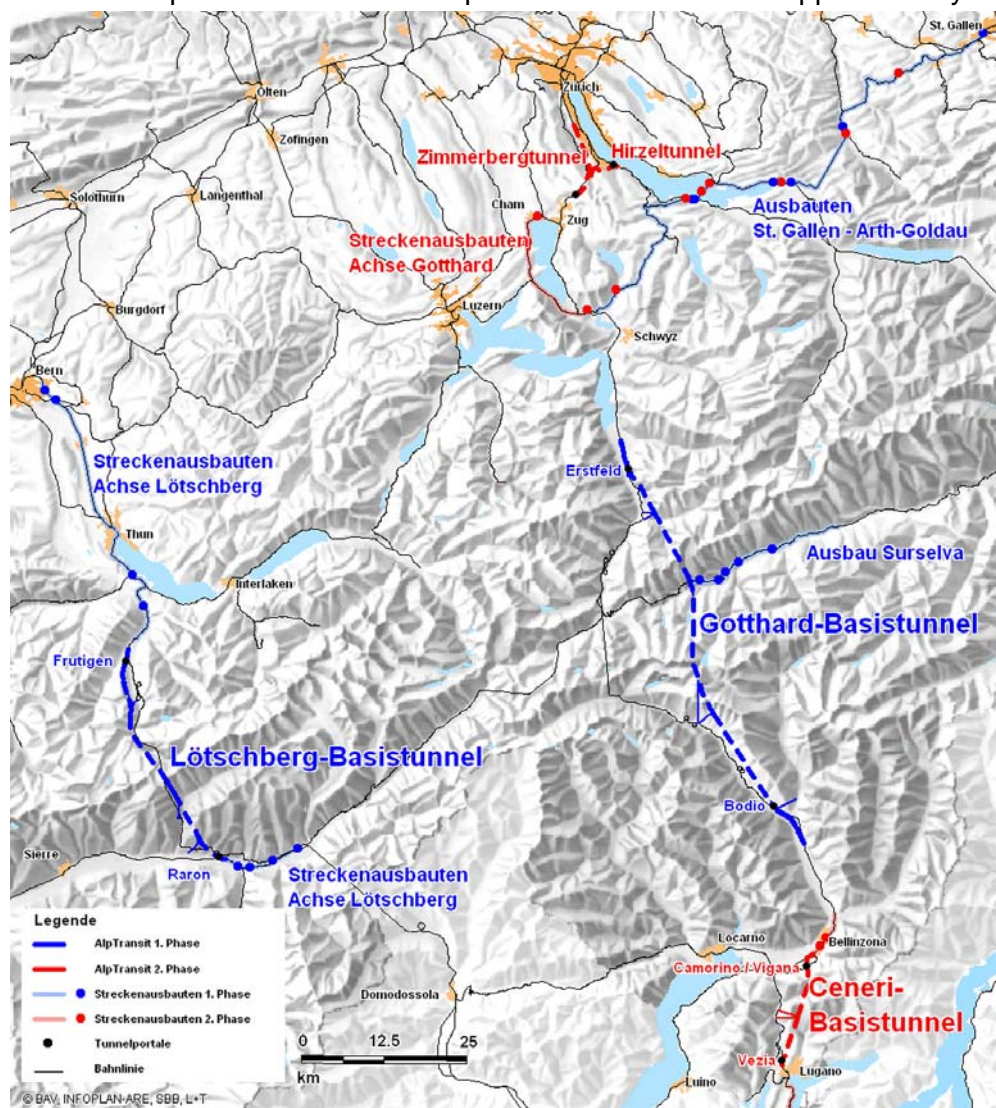 St. Gallen
Zürich
Olten
Zofingen
Zimmerbergtunnel
Hirzeltunnel
Solothurn
Langenthal
Cham
Zug
Ausbauten
St. Gallen - Arth-Goldau
Streckenausbauten
Achse Gotthard
Burgdorf
Luzern
Schwyz
Bern
Streckenausbauten
Achse Lötschberg
Erstfeld
Thun
Ausbau Surselva
Interlaken
Gotthard-Basistunnel
Frutigen
Lötschberg-Basistunnel
Bodio
Sierre
Raron
Streckenausbauten
Achse Lötschberg
Legende
AlpTransit 1. Phase
AlpTransit 2. Phase
Streckenausbauten 1. Phase
Streckenausbauten 2. Phase
Tunnelportale
Bahnlinie
Locarno
Bellinzona
Camorino / Vigana
Domodossola
Ceneri-
Basistunnel
0 12.5 25
km
Vezia
Lugano
Luino
© BAV, INFOPLAN-ARE, SBB, L+T